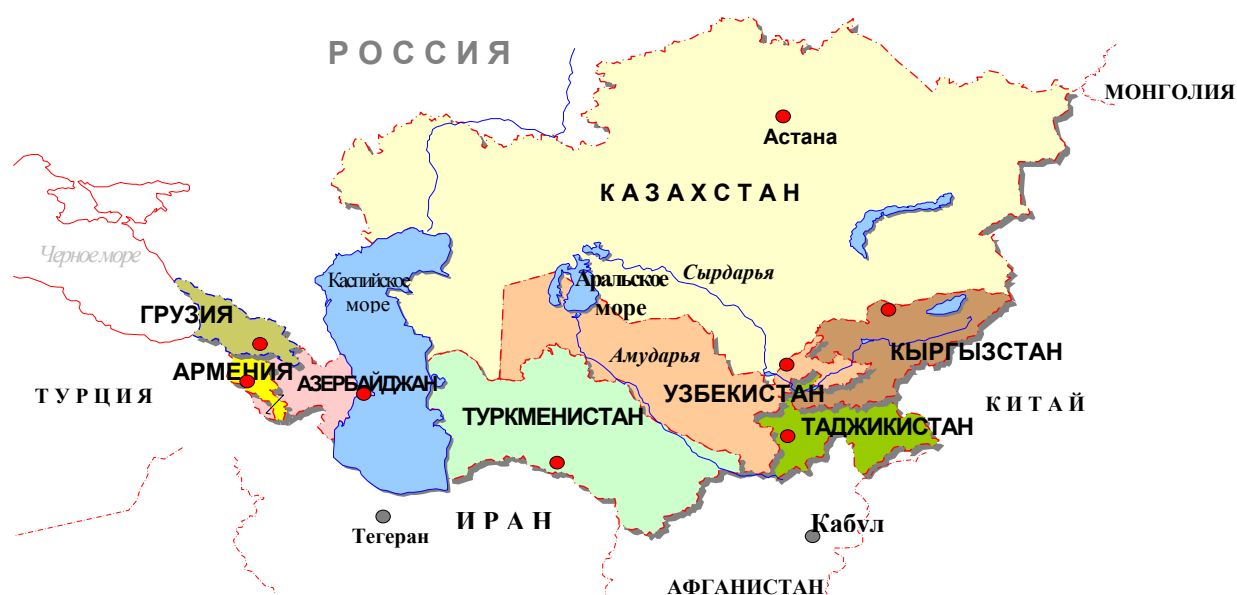 РОССИЯ
МОНГОЛИЯ
Астана
КАЗАХСТАН
Черное море
Каспийское
море
Аральское
море
Сырдарья
ГРУЗИЯ
Амударья
КЫРГЫЗСТАН
АРМЕНИЯ
АЗЕРБАЙДЖАН
ТУРЦИЯ
УЗБЕКИСТАН
КИТАЙ
ТУРКМЕНИСТАН
ТАДЖИКИСТАН
ИРАН
Тегеран
Кабул
АФГАНИСТАН